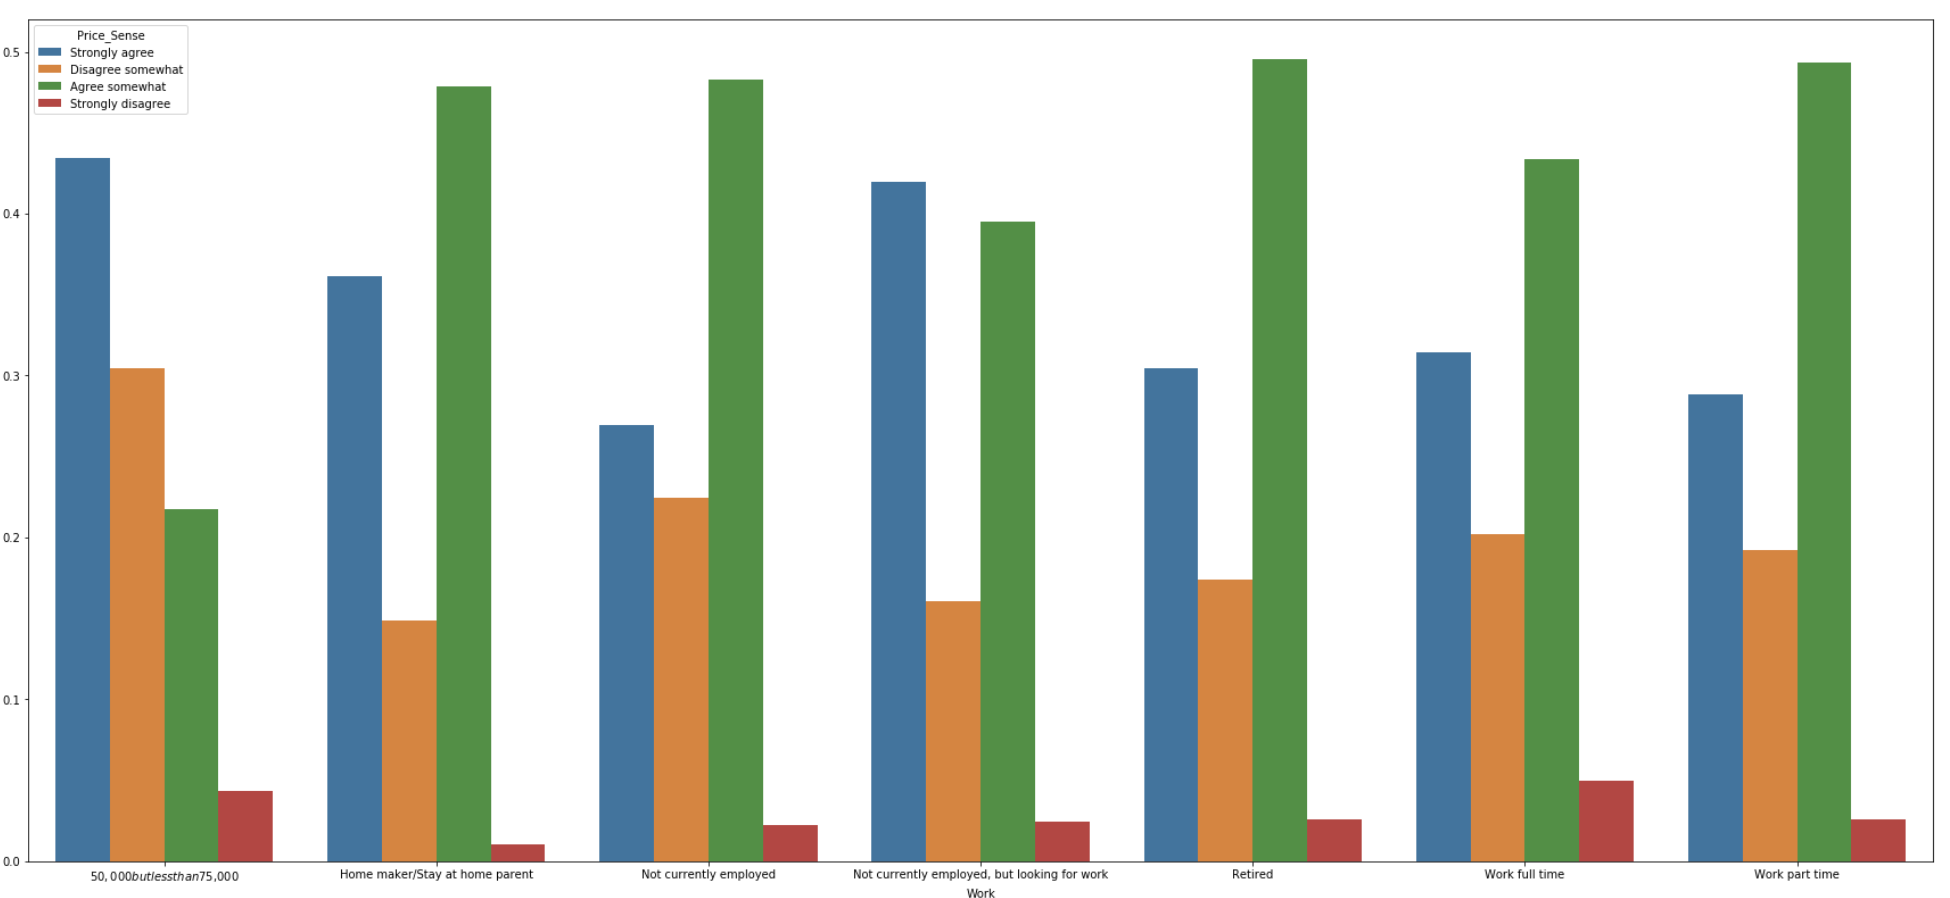 Price_Sense
Strongly agree
Disagree somewhat
Agree somewhat
Strongly disagree
0.5
0.4
0.3
0.2
0.1
0.0
50,000butlessthan75,000
Home maker/Stay at home parent
Not currently employed
Not currently employed, but looking for work
Retired
Work full time
Work part time
Work